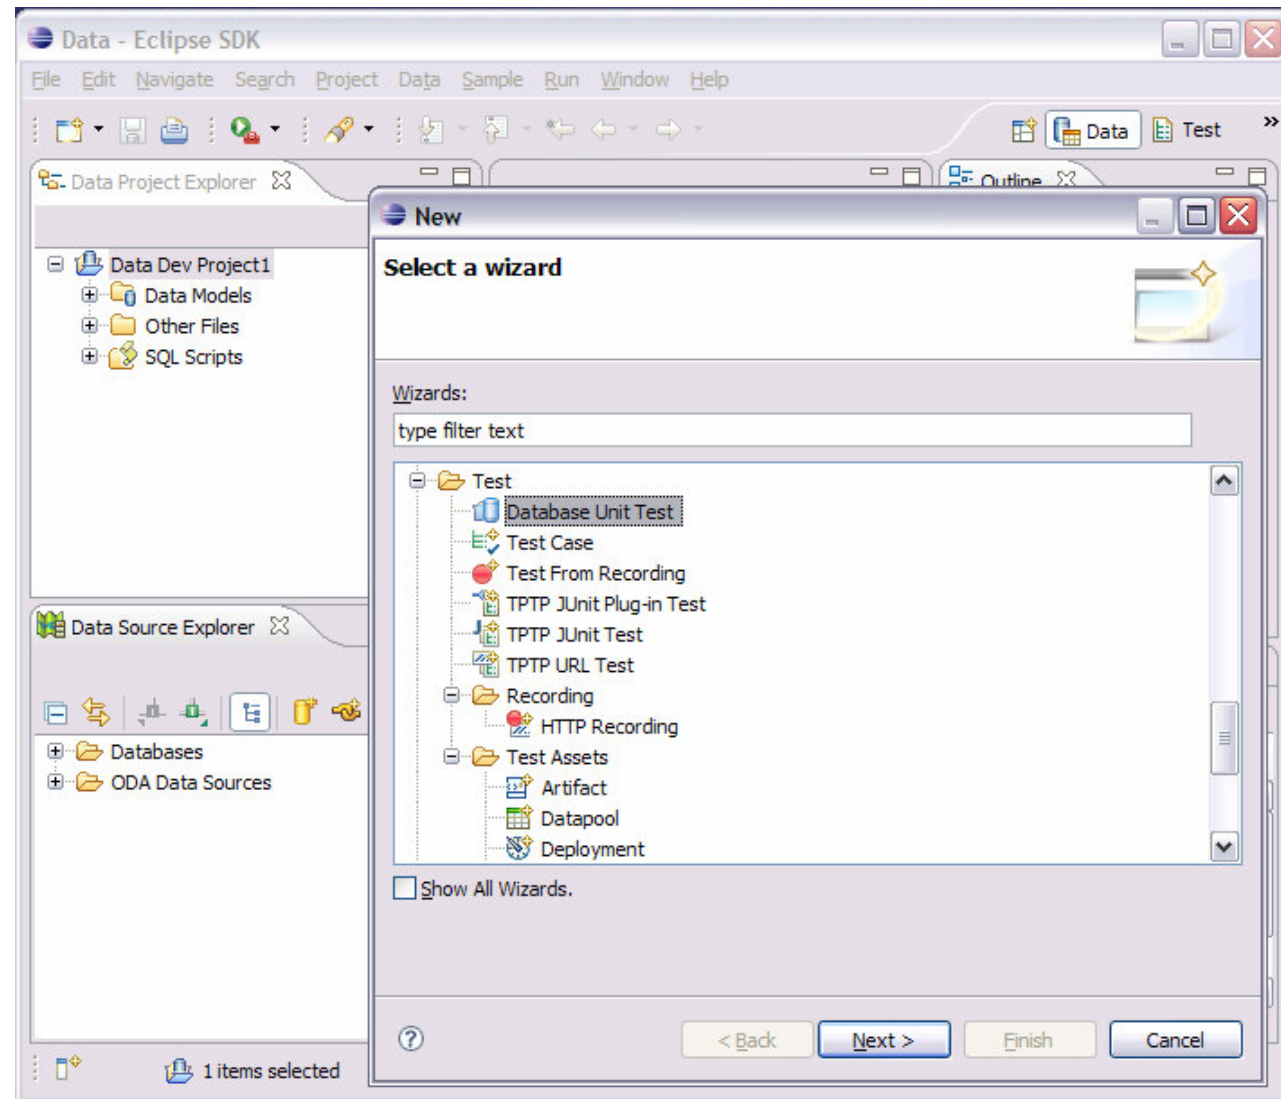 Data - Eclipse SDK
File Edit Navigate Search Project Data Sample Run Window Help
Data Test »
Data Project Explorer
Outline
Data Dev Project1
Data Models
Other Files
SQL Scripts
Data Source Explorer
Databases
ODA Data Sources
1 items selected
New
Select a wizard
Wizards:
type filter text
Test
Database Unit Test
Test Case
Test From Recording
TPTP JUnit Plug-in Test
TPTP JUnit Test
TPTP URL Test
Recording
HTTP Recording
Test Assets
Artifact
Datapool
Deployment
Show All Wizards.
? < Back Next > Finish Cancel